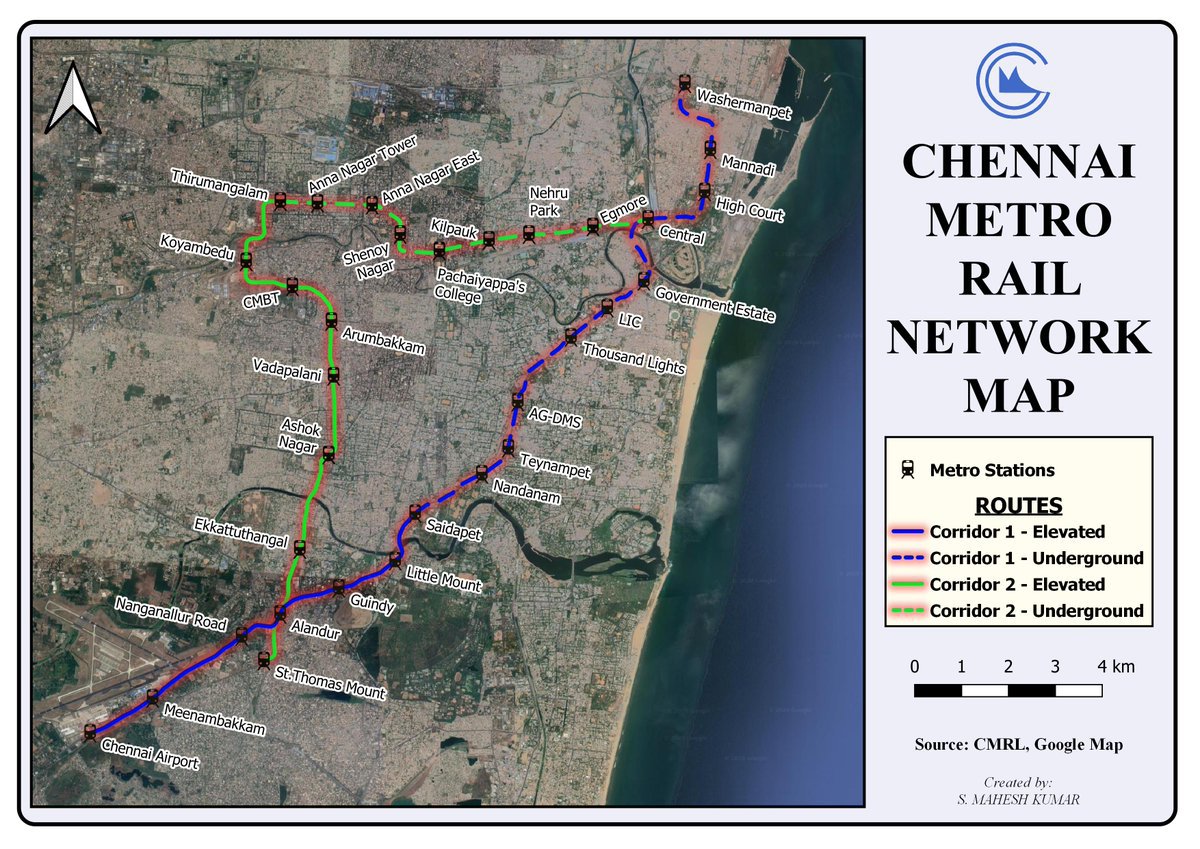 CHENNAI
METRO
RAIL
NETWORK
MAP
Metro Stations
ROUTES
Corridor 1 - Elevated
Corridor 1 - Underground
Corridor 2 - Elevated
Corridor 2 - Underground
0 1 2 3 4 km
Source: CMRL, Google Map
Created by:
S. MAHESH KUMAR
Washermanpet
Mannadi
High Court
Central
Egmore
Nehru
Park
Kilpauk
Pachaiyappa's
College
Shenoy
Nagar
Anna Nagar East
Anna Nagar Tower
Thirumangalam
Koyambedu
CMBT
Arumbakkam
Vadapalani
Ashok
Nagar
Ekkattuthangal
Government Estate
LIC
Thousand Lights
AG-DMS
Teynampet
Nandanam
Saidapet
Little Mount
Guindy
Alandur
Nanganallur Road
St.Thomas Mount
Meenambakkam
Chennai Airport